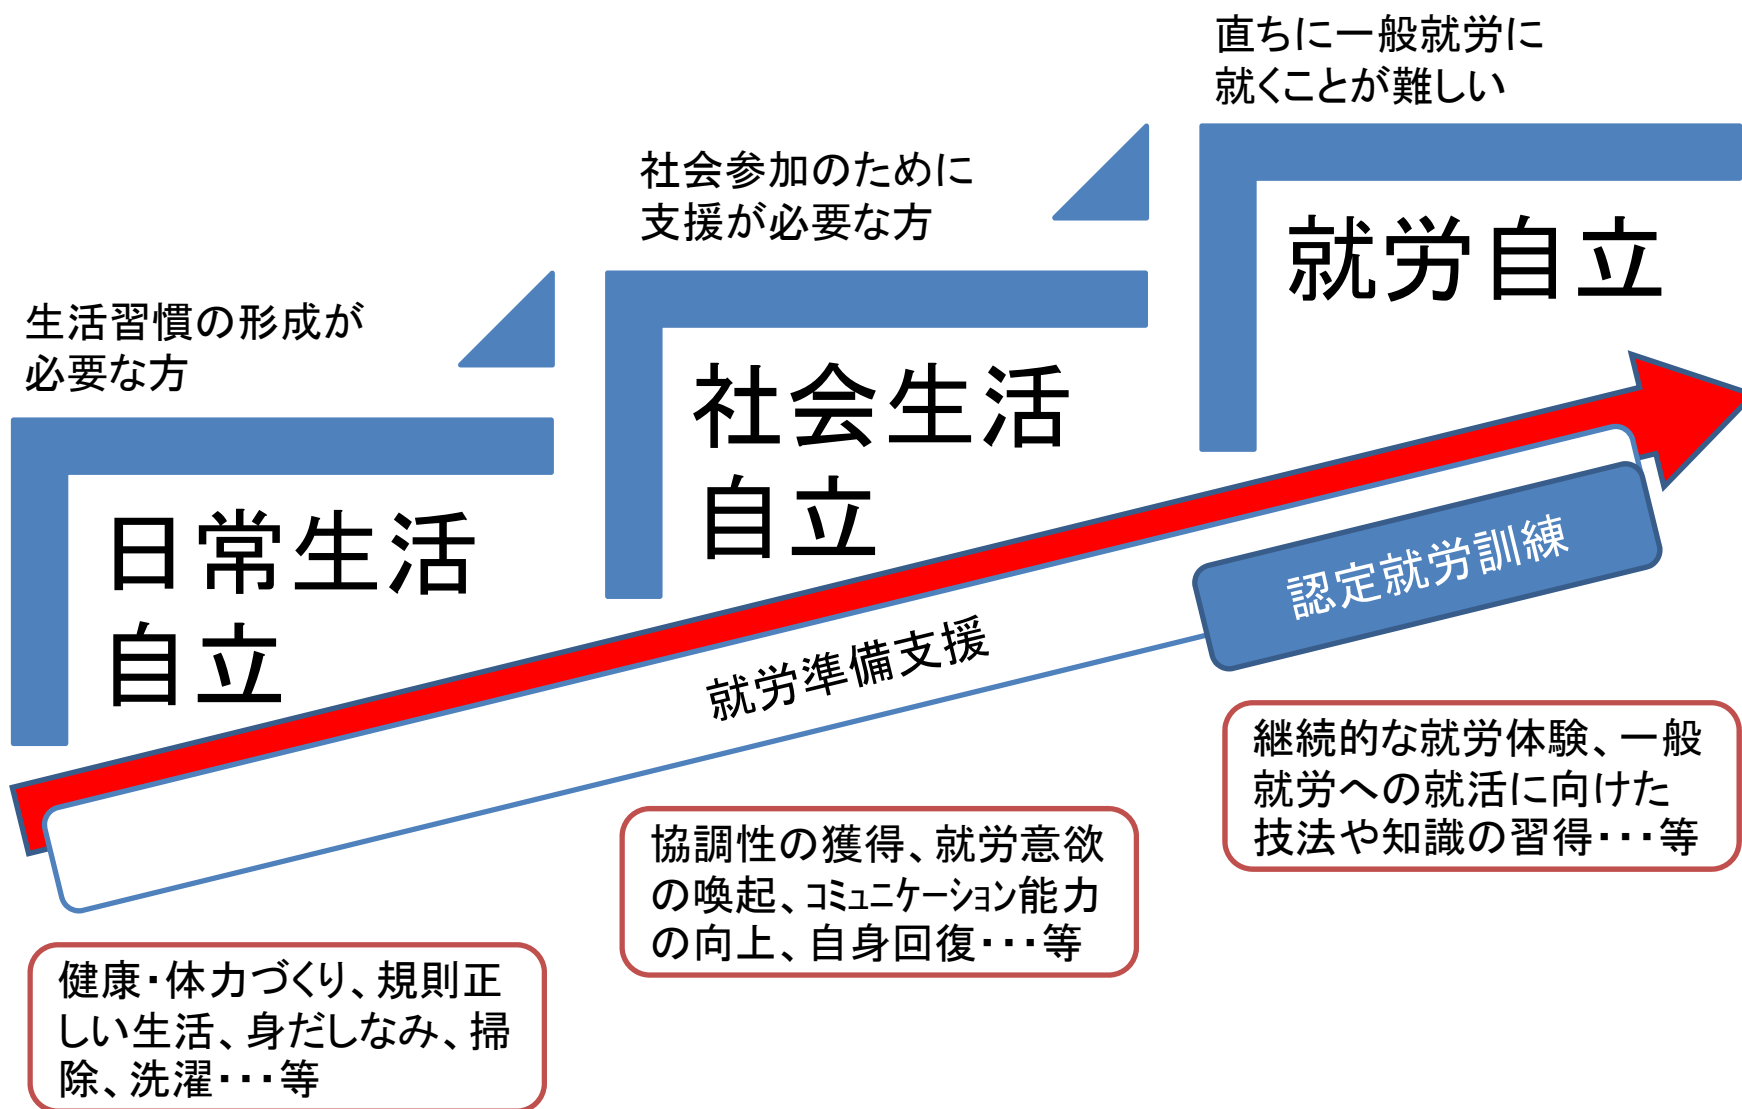 直ちに一般就労に
就くことが難しい
社会参加のために
支援が必要な方
就労自立
生活習慣の形成が
必要な方
社会生活
自立
日常生活
自立
認定就労訓練
就労準備支援
継続的な就労体験、一般
就労への就活に向けた
技法や知識の習得・・・等
協調性の獲得、就労意欲
の喚起、ｺﾐｭﾆｹｰｼｮﾝ能力
の向上、自身回復・・・等
健康・体力づくり、規則正
しい生活、身だしなみ、掃
除、洗濯・・・等